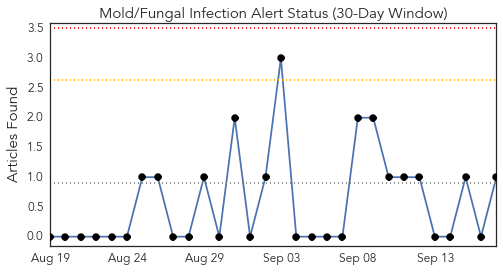 Mold/Fungal Infection Alert Status (30-Day Window)
Articles Found
3.5
3.0
2.5
2.0
1.5
1.0
0.5
0.0
Aug 19 Aug 24 Aug 29 Sep 03 Sep 08 Sep 13